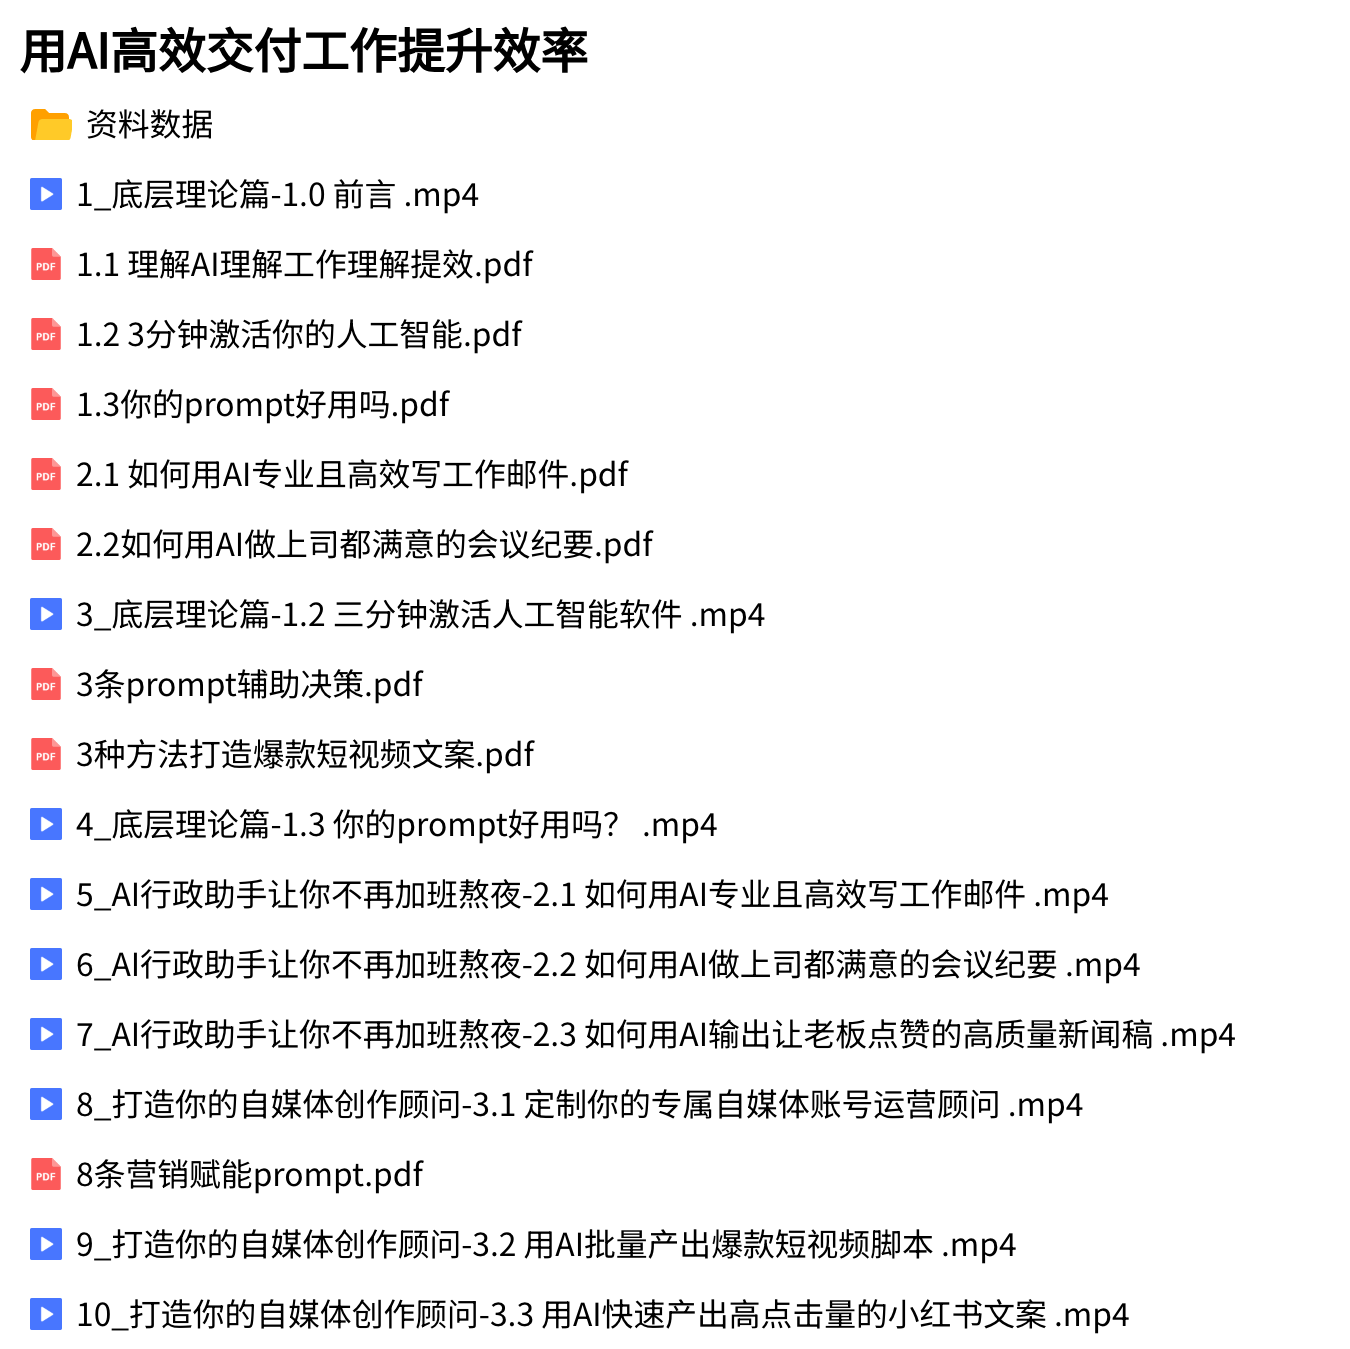 用AI高效交付工作提升效率
资料数据
1_底层理论篇-1.0 前言 .mp4
PDF 1.1 理解AI理解工作理解提效.pdf
PDF 1.2 3分钟激活你的人工智能.pdf
PDF 1.3你的prompt好用吗.pdf
PDF 2.1 如何用AI专业且高效写工作邮件.pdf
PDF 2.2如何用AI做上司都满意的会议纪要.pdf
3_底层理论篇-1.2 三分钟激活人工智能软件 .mp4
PDF 3条prompt辅助决策.pdf
PDF 3种方法打造爆款短视频文案.pdf
4_底层理论篇-1.3 你的prompt好用吗？ .mp4
5_AI行政助手让你不再加班熬夜-2.1 如何用AI专业且高效写工作邮件 .mp4
6_AI行政助手让你不再加班熬夜-2.2 如何用AI做上司都满意的会议纪要 .mp4
7_AI行政助手让你不再加班熬夜-2.3 如何用AI输出让老板点赞的高质量新闻稿 .mp4
8_打造你的自媒体创作顾问-3.1 定制你的专属自媒体账号运营顾问 .mp4
PDF 8条营销赋能prompt.pdf
9_打造你的自媒体创作顾问-3.2 用AI批量产出爆款短视频脚本 .mp4
10_打造你的自媒体创作顾问-3.3 用AI快速产出高点击量的小红书文案 .mp4